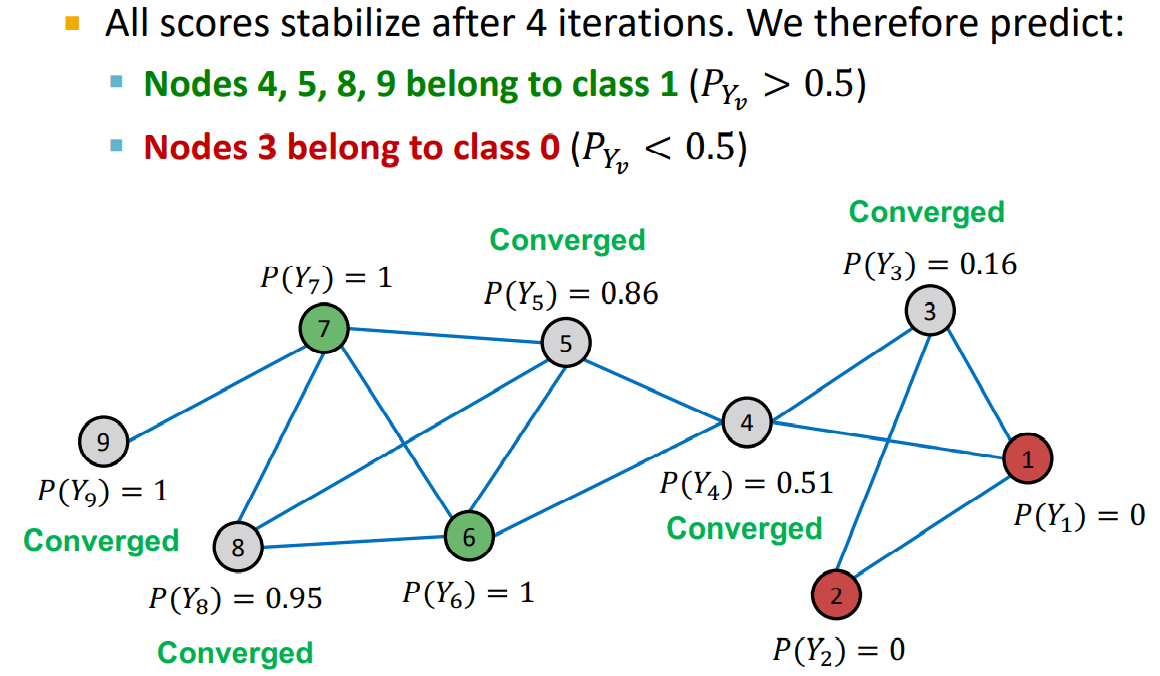 All scores stabilize after 4 iterations. We therefore predict:
Nodes 4, 5, 8, 9 belong to class 1 (P_{Y_v} > 0.5)
Nodes 3 belong to class 0 (P_{Y_v} < 0.5)
Converged
Converged
P(Y_3) = 0.16
P(Y_7) = 1
P(Y_5) = 0.86
3
7
5
4
9
1
P(Y_4) = 0.51
P(Y_9) = 1
P(Y_1) = 0
Converged
Converged
8
6
P(Y_8) = 0.95
P(Y_6) = 1
2
Converged
P(Y_2) = 0